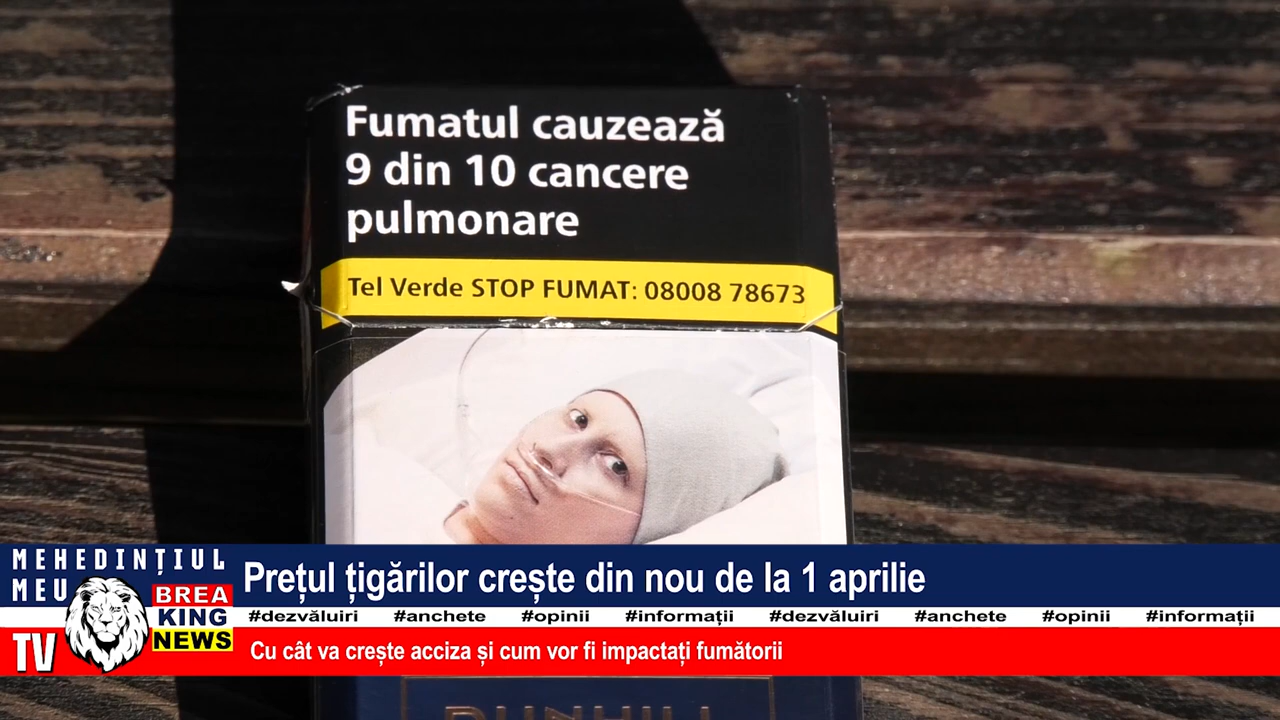 Fumatul cauzează
9 din 10 cancere
pulmonare
Tel Verde STOP FUMAT: 08008 78673
MEHEDINȚIUL
MEU
TV
BREA
KING
NEWS
Prețul țigărilor crește din nou de la 1 aprilie
#dezvăluiri #anchete #opinii #informații #dezvăluiri #anchete #opinii #informații
Cu cât va crește acciza și cum vor fi impactați fumătorii
DUNHILL